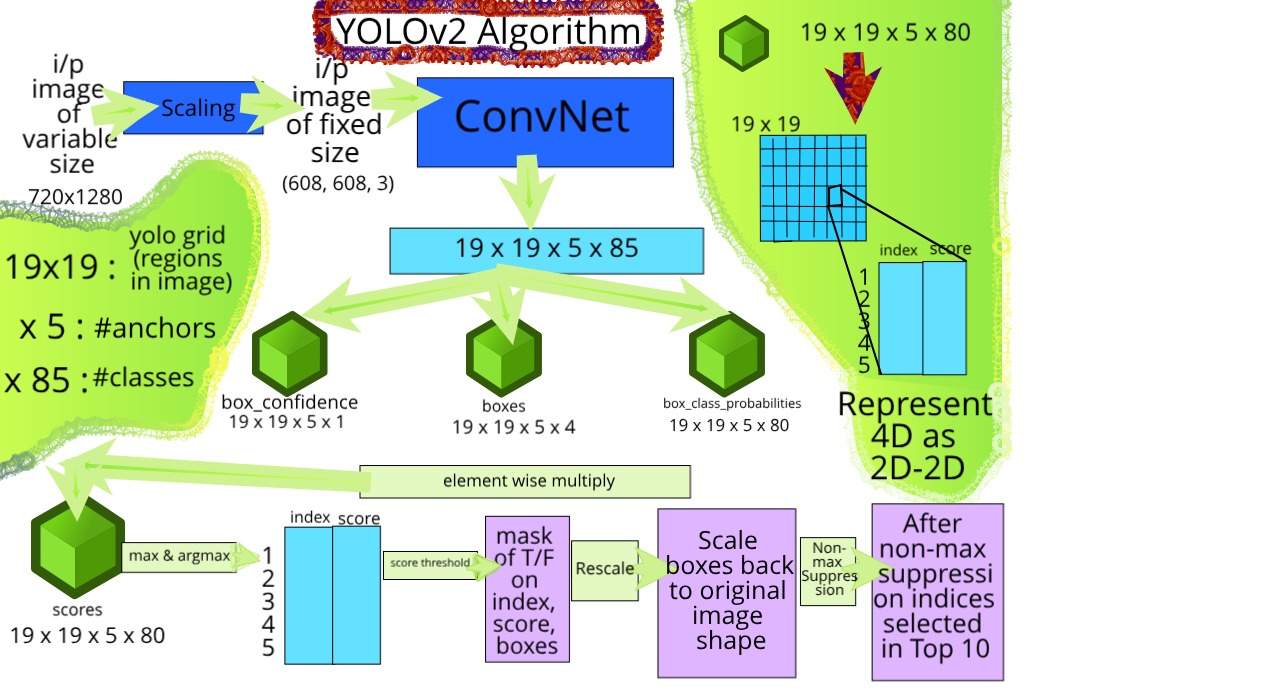 YOLOv2 Algorithm
i/p
image
of
variable
size
720x1280
Scaling
i/p
image
of fixed
size
(608, 608, 3)
ConvNet
19 x 19 x 5 x 85
19x19 :
yolo grid
(regions
in image)
x 5 : #anchors
x 85 : #classes
box_confidence
19 x 19 x 5 x 1
boxes
19 x 19 x 5 x 4
box_class_probabilities
19 x 19 x 5 x 80
19 x 19 x 5 x 80
19 x 19
index score
1
2
3
4
5
Represent
4D as
2D-2D
element wise multiply
scores
19 x 19 x 5 x 80
max & argmax
index score
1
2
3
4
5
score threshold
mask
of T/F
on
index,
score,
boxes
Rescale
Scale
boxes back
to original
image
shape
Non-
max
Suppres
sion
After
non-max
suppressi
on indices
selected
in Top 10